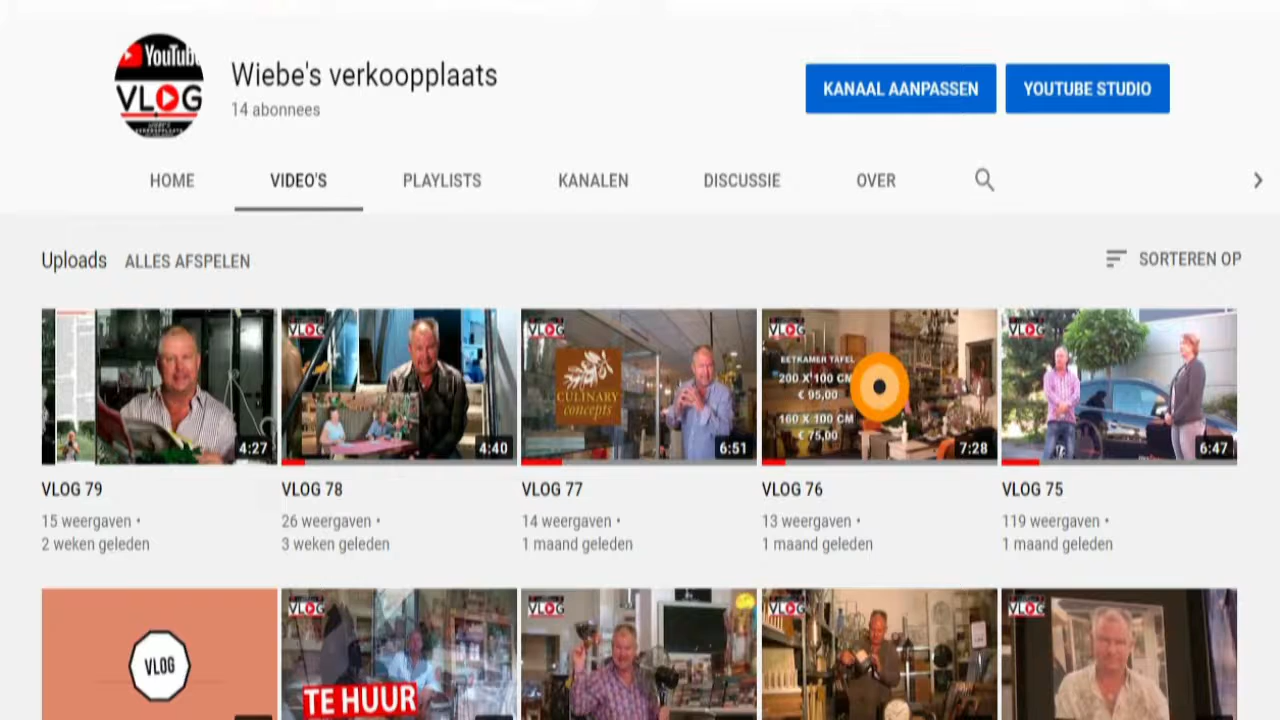 YouTube
VLOG
WIEBE'S
VERKOOPPLAATS
Wiebe's verkoopplaats
14 abonnees
KANAAL AANPASSEN
YOUTUBE STUDIO
HOME
VIDEO'S
PLAYLISTS
KANALEN
DISCUSSIE
OVER
Uploads
ALLES AFSPELEN
SORTEREN OP
4:27
VLOG
4:40
VLOG
CULINARY
concepts
6:51
VLOG
EETKAMER TAFEL
200 X 100 CM
€ 95,00
160 X 100 CM
€ 75,00
7:28
VLOG
6:47
VLOG 79
VLOG 78
VLOG 77
VLOG 76
VLOG 75
15 weergaven •
26 weergaven •
14 weergaven •
13 weergaven •
119 weergaven •
2 weken geleden
3 weken geleden
1 maand geleden
1 maand geleden
1 maand geleden
VLOG
VLOG
TE HUUR
VLOG
VLOG
VLOG